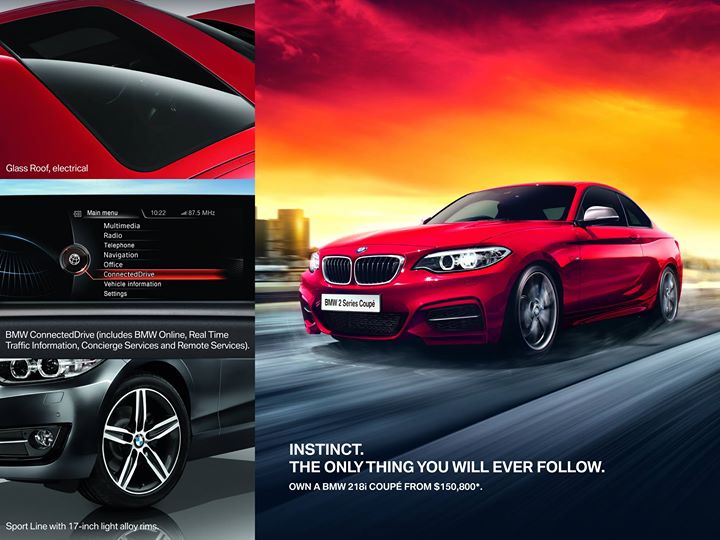 Glass Roof, electrical
Main menu 10:22 87.5 MHz
Multimedia
Radio
Telephone
Navigation
Office
ConnectedDrive
Vehicle information
Settings
BMW ConnectedDrive (includes BMW Online, Real Time
Traffic Information, Concierge Services and Remote Services).
Sport Line with 17-inch light alloy rims.
BMW 2 Series Coupé
INSTINCT.
THE ONLY THING YOU WILL EVER FOLLOW.
OWN A BMW 218i COUPÉ FROM $150,800*.